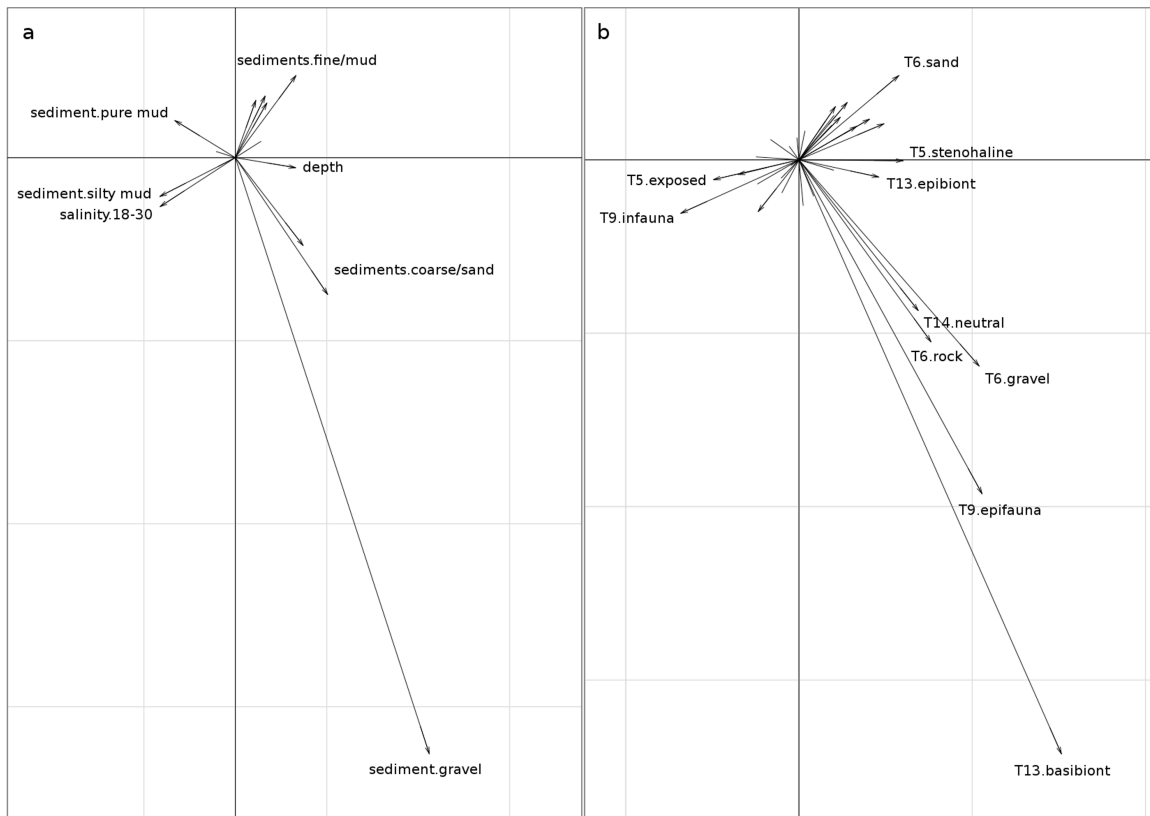 a
sediments.fine/mud
sediment.pure mud
depth
sediment.silty mud
salinity.18-30
sediments.coarse/sand
sediment.gravel
b
T6.sand
T5.stenohaline
T5.exposed
T13.epibiont
T9.infauna
T14.neutral
T6.rock
T6.gravel
T9.epifauna
T13.basibiont